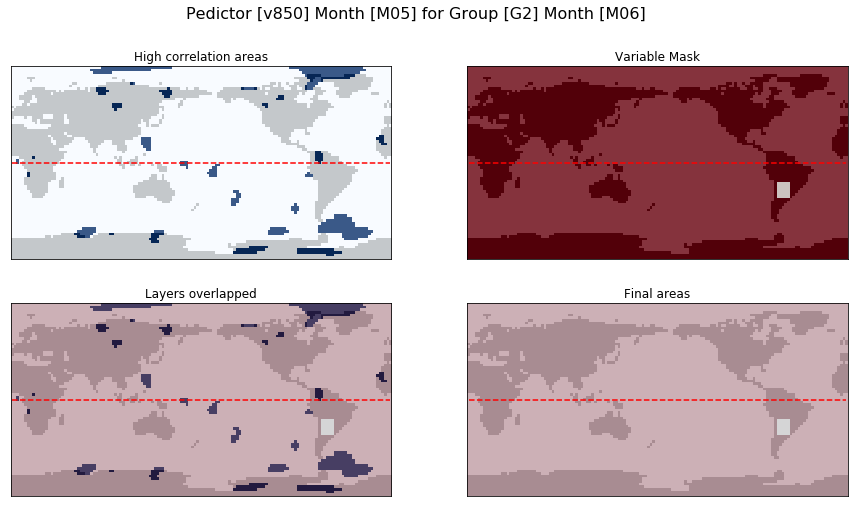 Pedictor [v850] Month [M05] for Group [G2] Month [M06]
High correlation areas
Variable Mask
Layers overlapped
Final areas